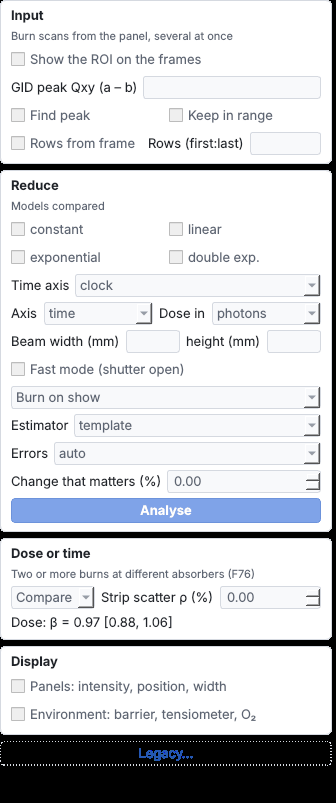 Input
Burn scans from the panel, several at once
Show the ROI on the frames
GID peak Qxy (a – b)
Find peak Keep in range
Rows from frame Rows (first:last)
Reduce
Models compared
constant linear
exponential double exp.
Time axis clock
Axis time Dose in photons
Beam width (mm) height (mm)
Fast mode (shutter open)
Burn on show
Estimator template
Errors auto
Change that matters (%) 0.00
Analyse
Dose or time
Two or more burns at different absorbers (F76)
Compare Strip scatter ρ (%) 0.00
Dose: β = 0.97 [0.88, 1.06]
Display
Panels: intensity, position, width
Environment: barrier, tensiometer, O₂
Legacy...